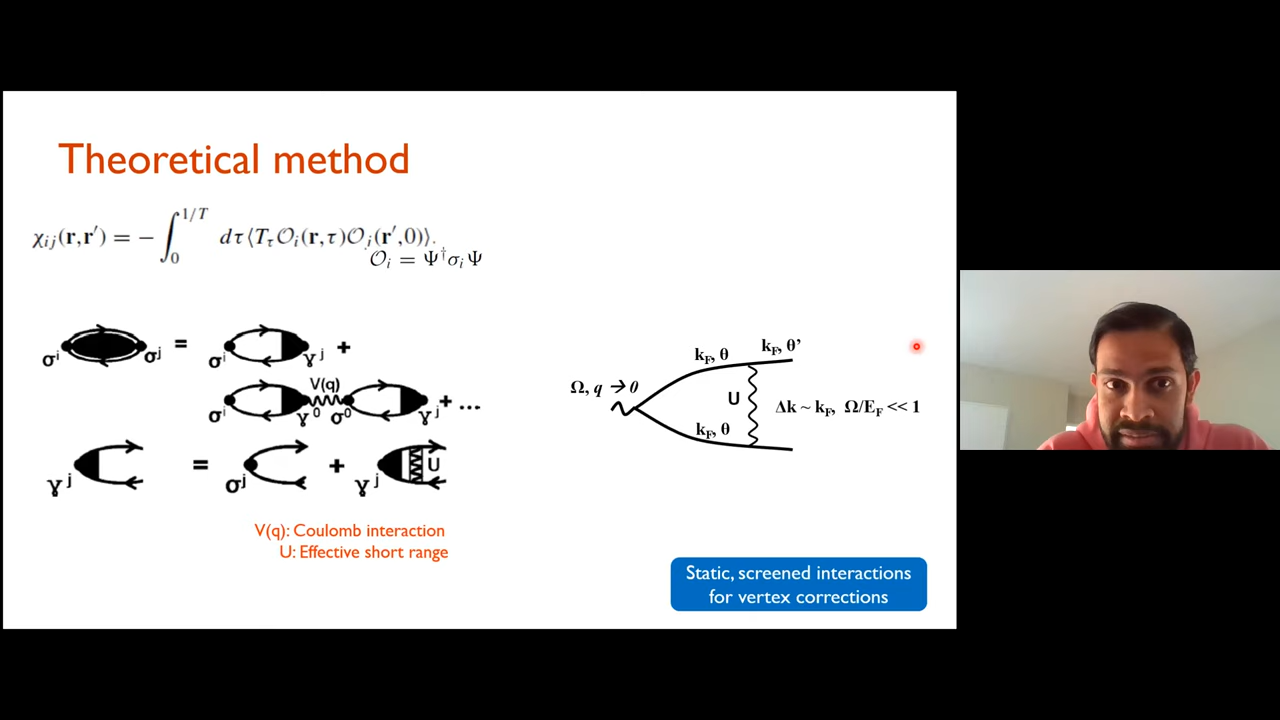 Theoretical method
χij(r,r′) = − ∫₀^{1/T} dτ⟨TτOi(r,τ)Oj(r′,0)⟩.
𝒪i = Ψ†σiΨ
σi σj = σi γj +
σi V(q) γ0 σ0 γj + ...
γj = σj + γj U
V(q): Coulomb interaction
U: Effective short range
Ω, q → 0
kF, θ kF, θ’
U Δk ~ kF, Ω/EF << 1
kF, θ
Static, screened interactions
for vertex corrections